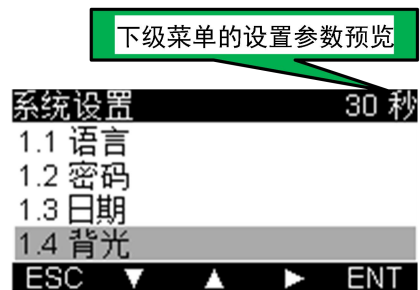 下级菜单的设置参数预览
系统设置 30 秒
1.1 语言
1.2 密码
1.3 日期
1.4 背光
ESC ▼ ▲ ► ENT